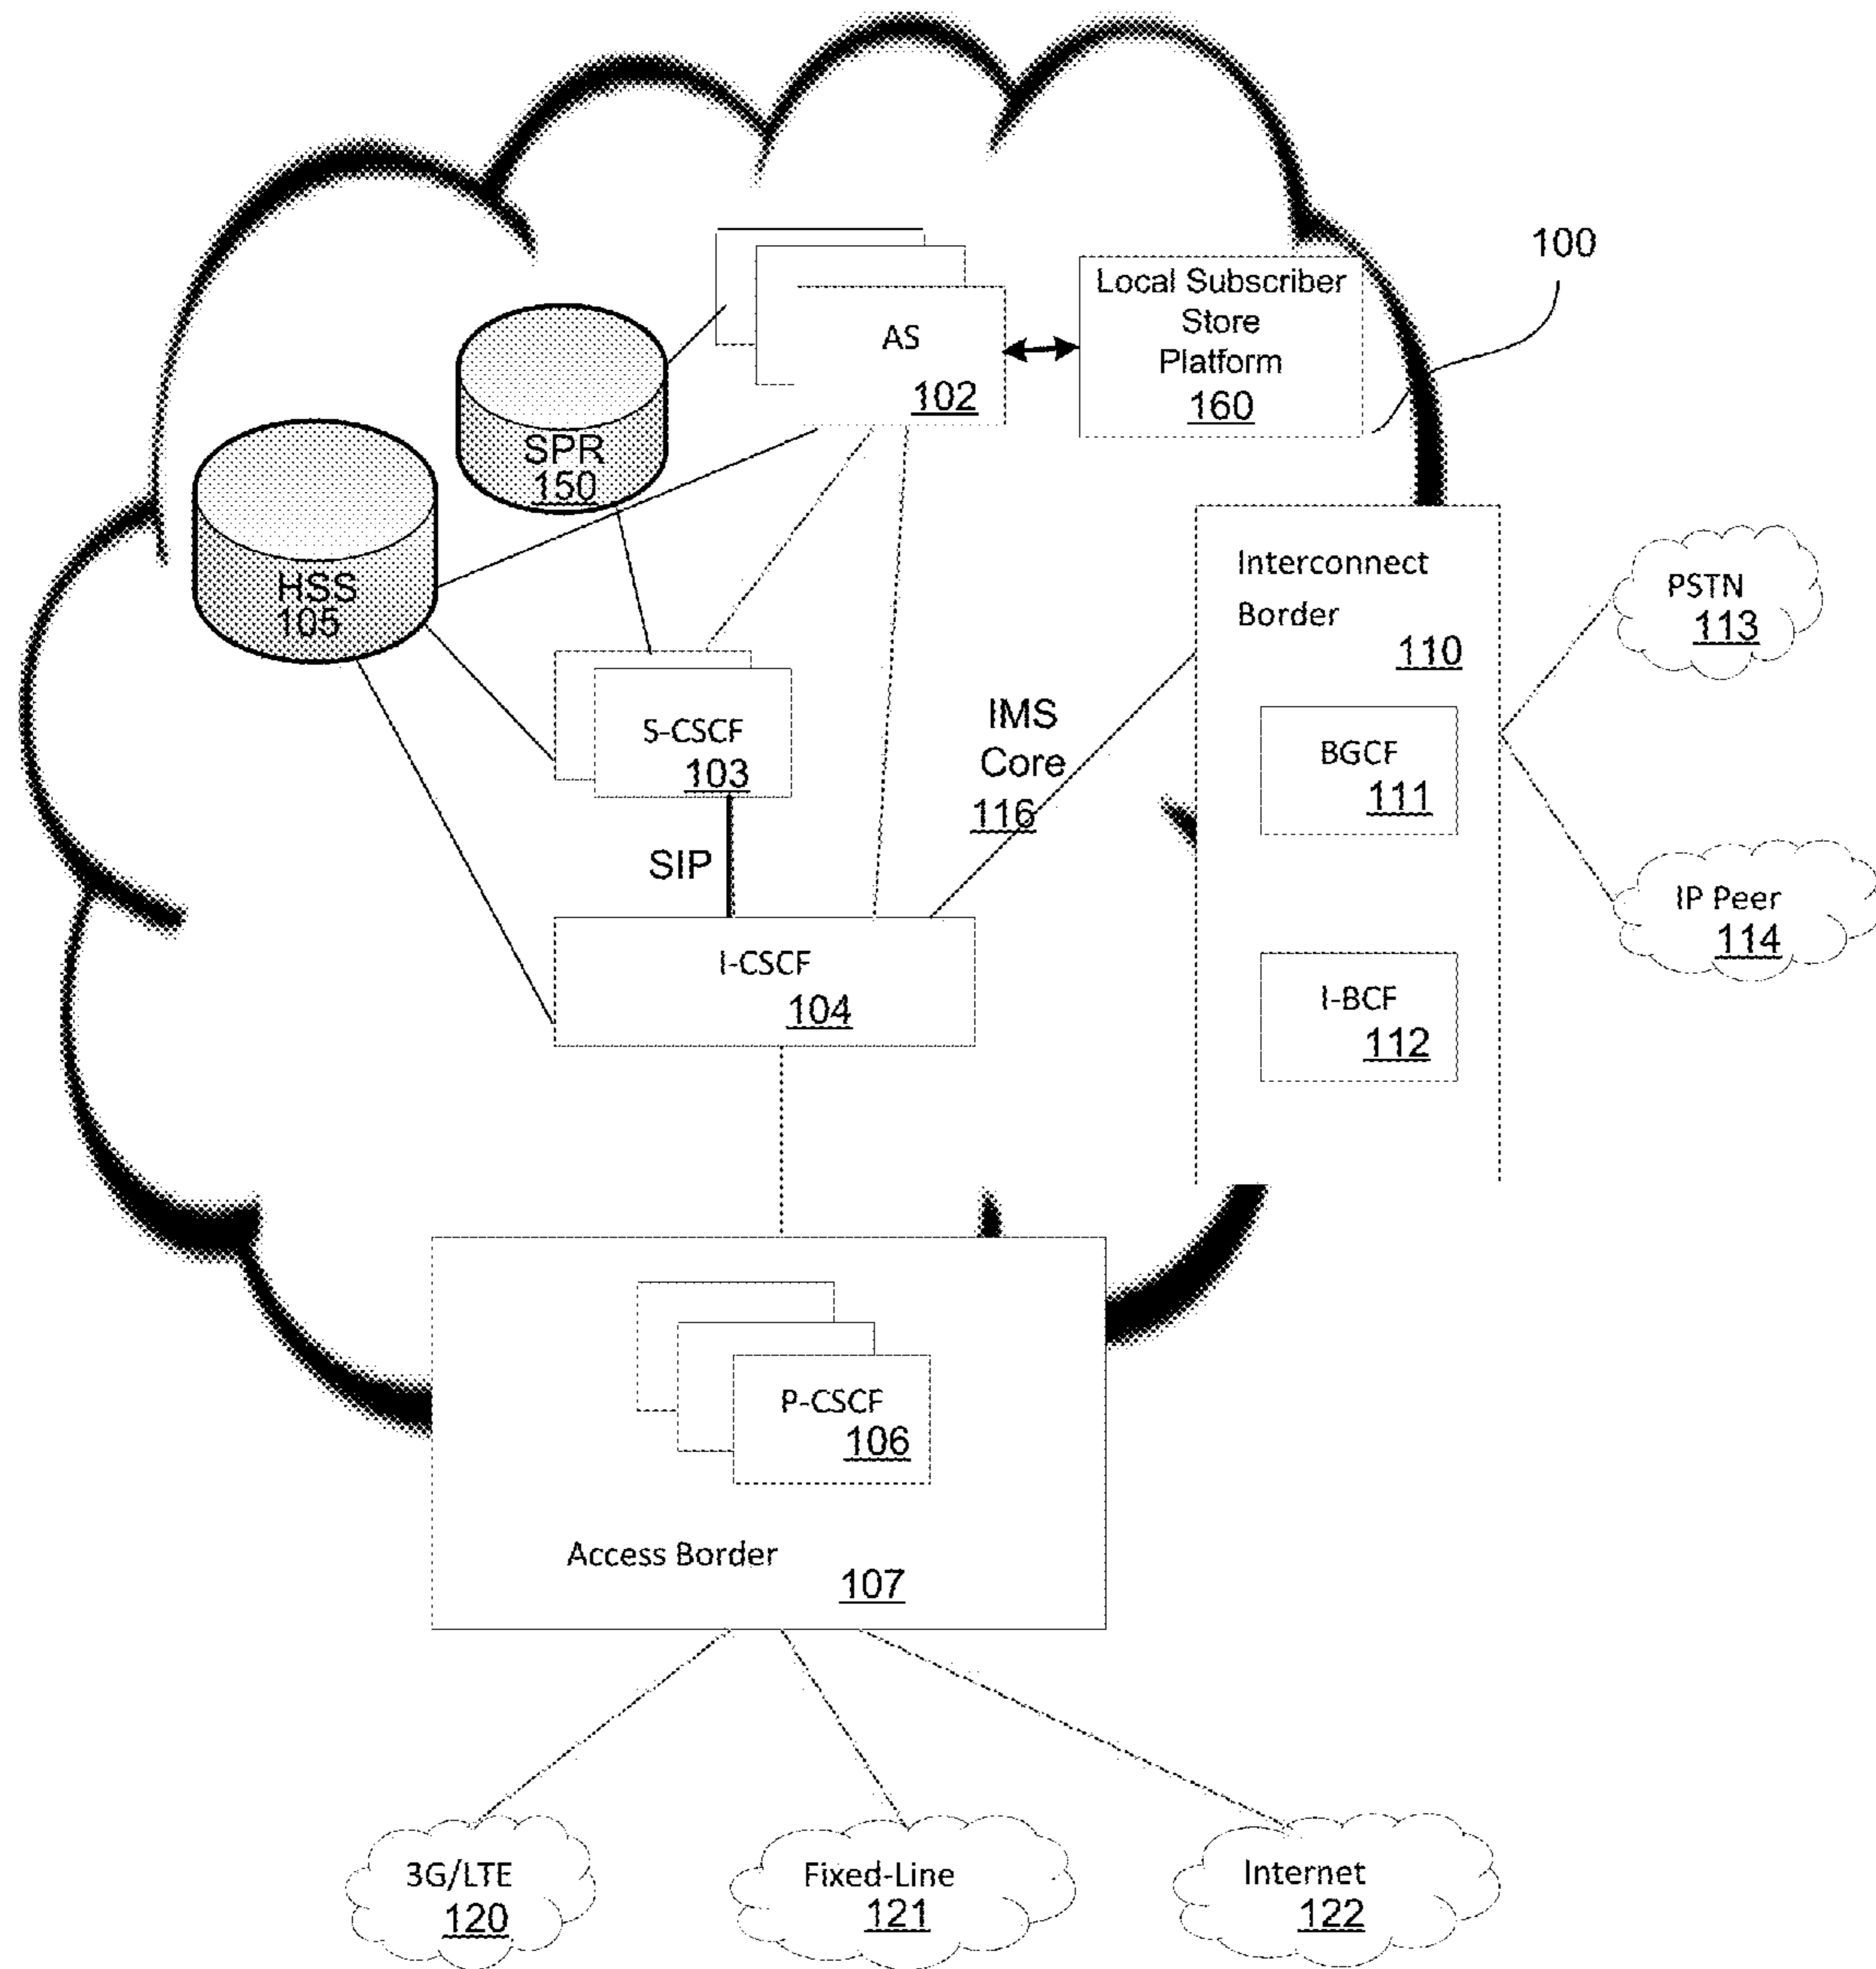 100
Local Subscriber
Store
Platform
160
AS
102
SPR
150
HSS
105
Interconnect
Border
110
PSTN
113
S-CSCF
103
IMS
Core
116
BGCF
111
SIP
IP Peer
114
I-CSCF
104
I-BCF
112
P-CSCF
106
Access Border
107
3G/LTE
120
Fixed-Line
121
Internet
122